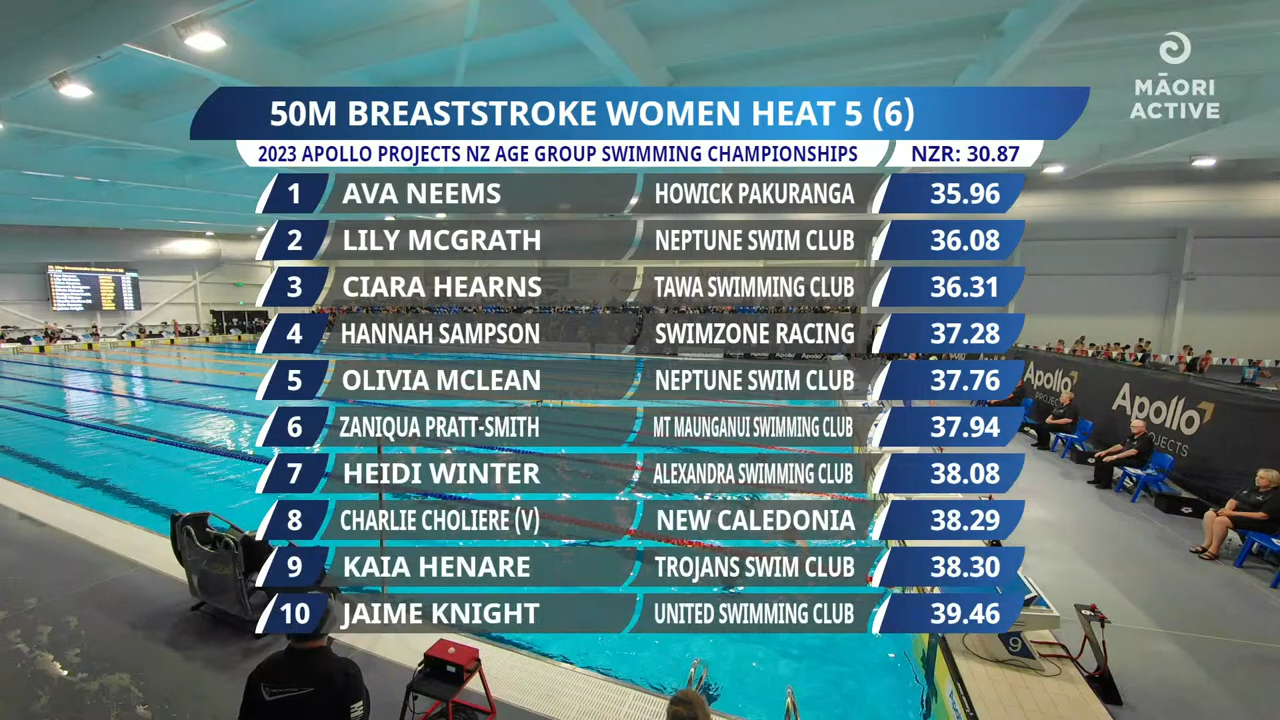 MĀORI
ACTIVE
50M BREASTSTROKE WOMEN HEAT 5 (6)
2023 APOLLO PROJECTS NZ AGE GROUP SWIMMING CHAMPIONSHIPS NZR: 30.87
1 AVA NEEMS HOWICK PAKURANGA 35.96
2 LILY MCGRATH NEPTUNE SWIM CLUB 36.08
3 CIARA HEARNS TAWA SWIMMING CLUB 36.31
4 HANNAH SAMPSON SWIMZONE RACING 37.28
5 OLIVIA MCLEAN NEPTUNE SWIM CLUB 37.76
6 ZANIQUA PRATT-SMITH MT MAUNGANUI SWIMMING CLUB 37.94
7 HEIDI WINTER ALEXANDRA SWIMMING CLUB 38.08
8 CHARLIE CHOLIERE (V) NEW CALEDONIA 38.29
9 KAIA HENARE TROJANS SWIM CLUB 38.30
10 JAIME KNIGHT UNITED SWIMMING CLUB 39.46
Apollo
Apollo
9